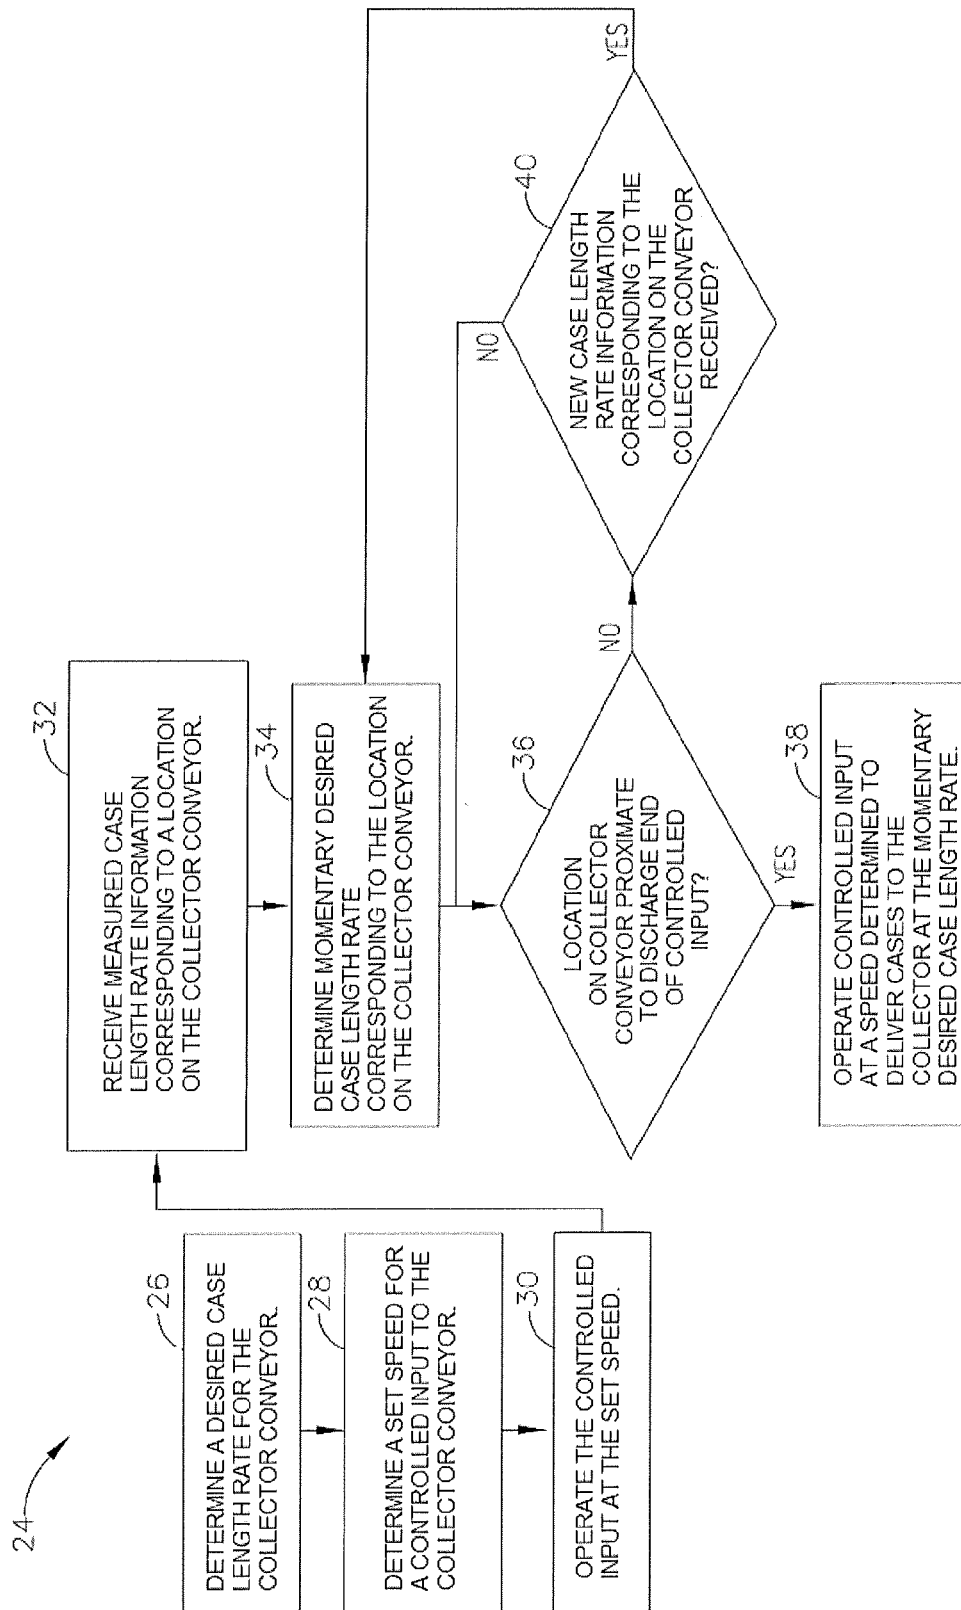 24
26
DETERMINE A DESIRED CASE
LENGTH RATE FOR THE
COLLECTOR CONVEYOR.
28
DETERMINE A SET SPEED FOR
A CONTROLLED INPUT TO THE
COLLECTOR CONVEYOR.
30
OPERATE THE CONTROLLED
INPUT AT THE SET SPEED.
32
RECEIVE MEASURED CASE
LENGTH RATE INFORMATION
CORRESPONDING TO A LOCATION
ON THE COLLECTOR CONVEYOR.
34
DETERMINE MOMENTARY DESIRED
CASE LENGTH RATE
CORRESPONDING TO THE LOCATION
ON THE COLLECTOR CONVEYOR.
36
LOCATION
ON COLLECTOR
CONVEYOR PROXIMATE
TO DISCHARGE END
OF CONTROLLED
INPUT?
NO
YES
38
OPERATE CONTROLLED INPUT
AT A SPEED DETERMINED TO
DELIVER CASES TO THE
COLLECTOR AT THE MOMENTARY
DESIRED CASE LENGTH RATE.
40
NEW CASE LENGTH
RATE INFORMATION
CORRESPONDING TO THE
LOCATION ON THE
COLLECTOR CONVEYOR
RECEIVED?
NO
YES